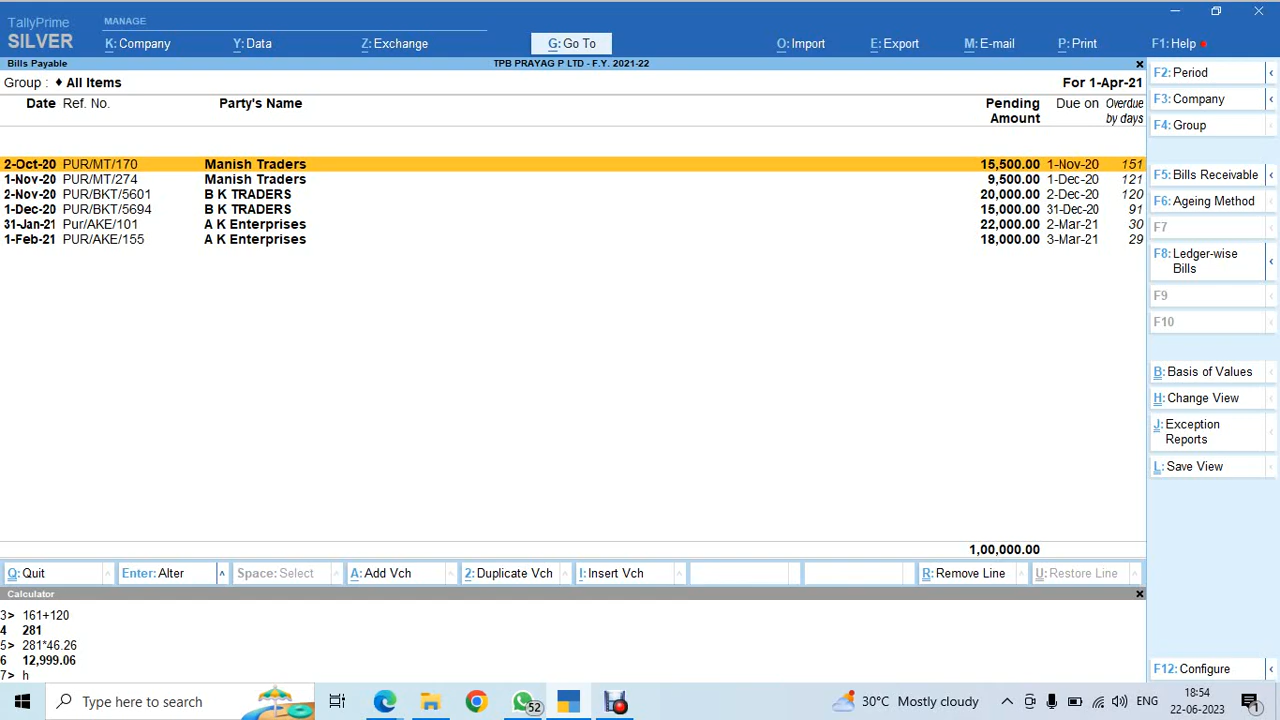 TallyPrime MANAGE
SILVER K: Company Y: Data Z: Exchange G: Go To O: Import E: Export M: E-mail P: Print F1: Help
Bills Payable TPB PRAYAG P LTD - F.Y. 2021-22
Group : ♦ All Items For 1-Apr-21
Date Ref. No. Party's Name Pending Amount Due on Overdue by days
2-Oct-20 PUR/MT/170 Manish Traders 15,500.00 1-Nov-20 151
1-Nov-20 PUR/MT/274 Manish Traders 9,500.00 1-Dec-20 121
2-Nov-20 PUR/BKT/5601 B K TRADERS 20,000.00 2-Dec-20 120
1-Dec-20 PUR/BKT/5694 B K TRADERS 15,000.00 31-Dec-20 91
31-Jan-21 Pur/AKE/101 A K Enterprises 22,000.00 2-Mar-21 30
1-Feb-21 PUR/AKE/155 A K Enterprises 18,000.00 3-Mar-21 29
1,00,000.00
Q: Quit Enter: Alter Space: Select A: Add Vch 2: Duplicate Vch I: Insert Vch R: Remove Line U: Restore Line
F2: Period
F3: Company
F4: Group
F5: Bills Receivable
F6: Ageing Method
F7
F8: Ledger-wise
Bills
F9
F10
B: Basis of Values
H: Change View
J: Exception
Reports
L: Save View
F12: Configure
Calculator
3> 161+120
4 281
5> 281*46.26
6 12,999.06
7> h
Type here to search 52 30°C Mostly cloudy ENG 18:54
22-06-2023 1